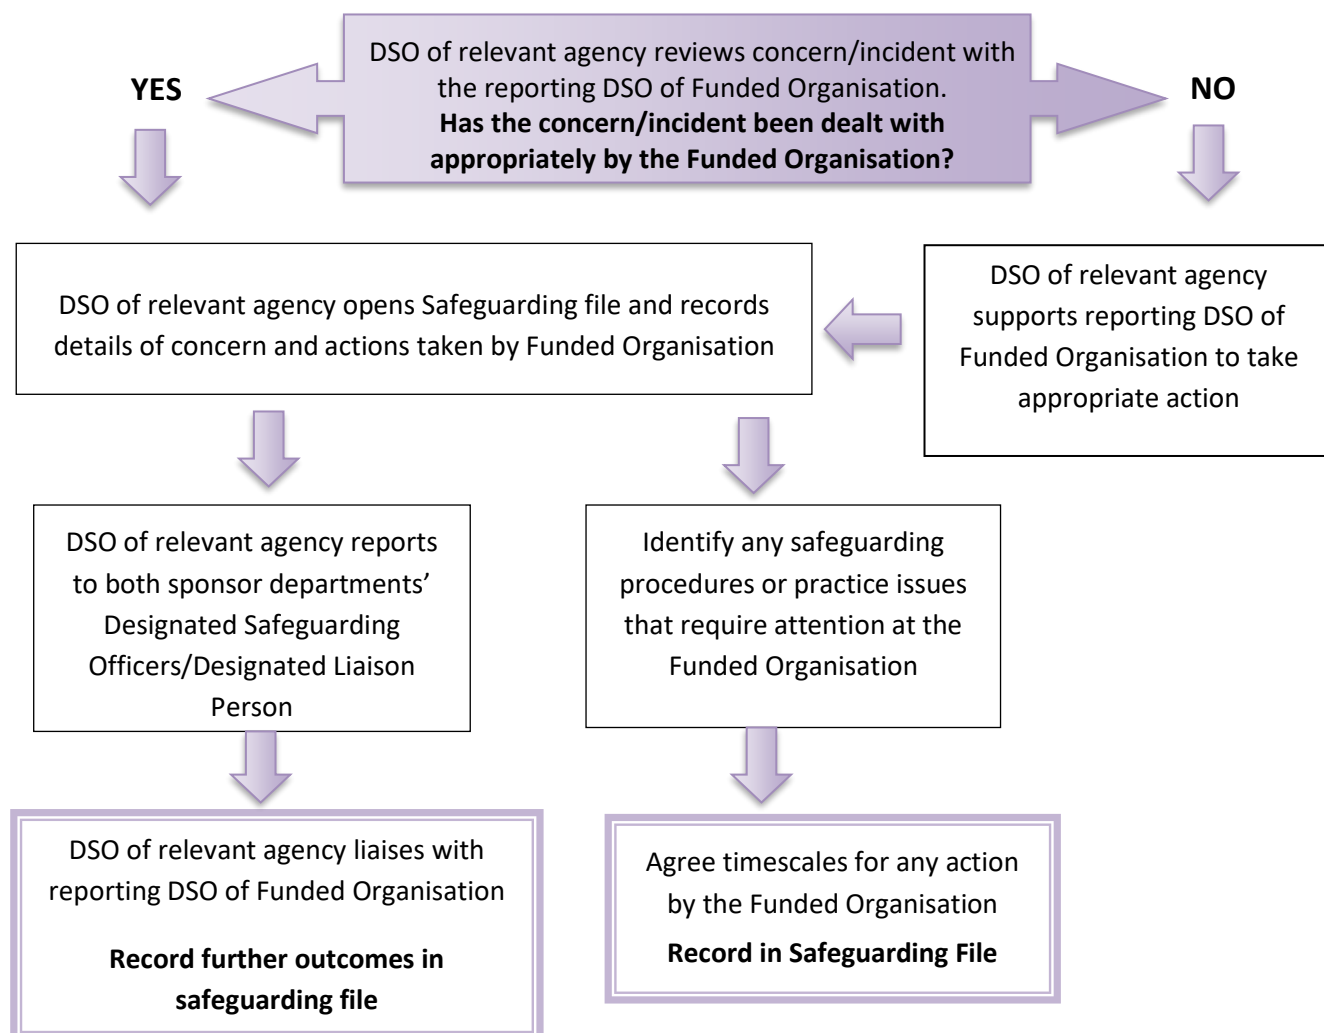 DSO of relevant agency reviews concern/incident with
the reporting DSO of Funded Organisation.
Has the concern/incident been dealt with
appropriately by the Funded Organisation?
YES
NO
DSO of relevant agency opens Safeguarding file and records
details of concern and actions taken by Funded Organisation
DSO of relevant agency
supports reporting DSO of
Funded Organisation to take
appropriate action
DSO of relevant agency reports
to both sponsor departments’
Designated Safeguarding
Officers/Designated Liaison
Person
Identify any safeguarding
procedures or practice issues
that require attention at the
Funded Organisation
DSO of relevant agency liaises with
reporting DSO of Funded Organisation
Record further outcomes in
safeguarding file
Agree timescales for any action
by the Funded Organisation
Record in Safeguarding File